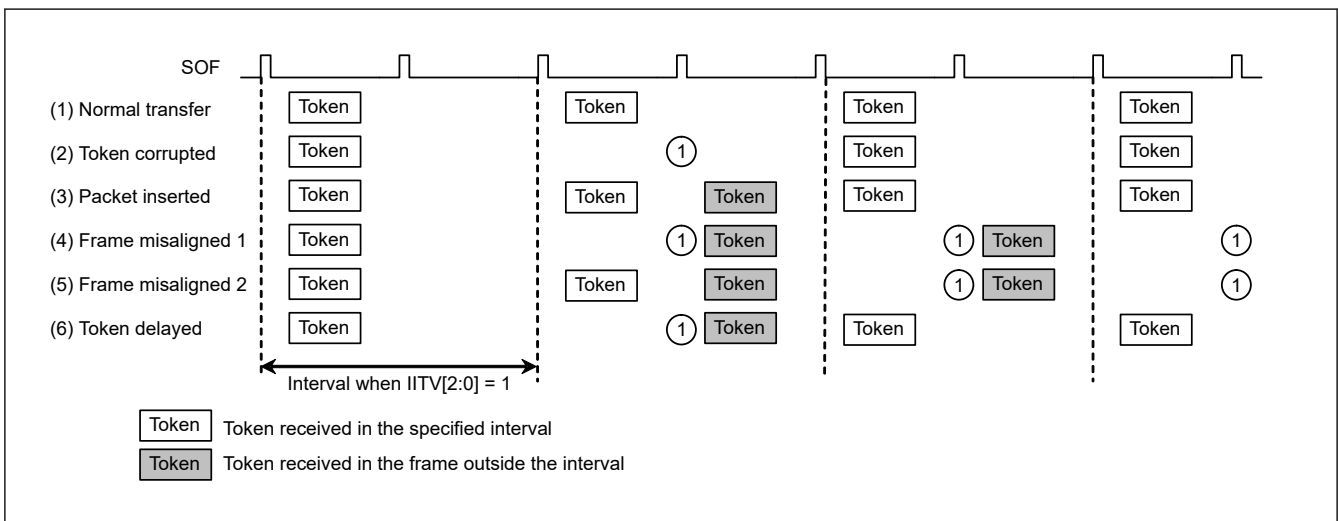 SOF
(1) Normal transfer Token Token Token Token
(2) Token corrupted Token 1 Token Token
(3) Packet inserted Token Token Token Token Token
(4) Frame misaligned 1 Token 1 Token 1 Token 1
(5) Frame misaligned 2 Token Token Token 1 Token 1
(6) Token delayed Token 1 Token Token Token
Interval when IITV[2:0] = 1
Token Token received in the specified interval
Token Token received in the frame outside the interval